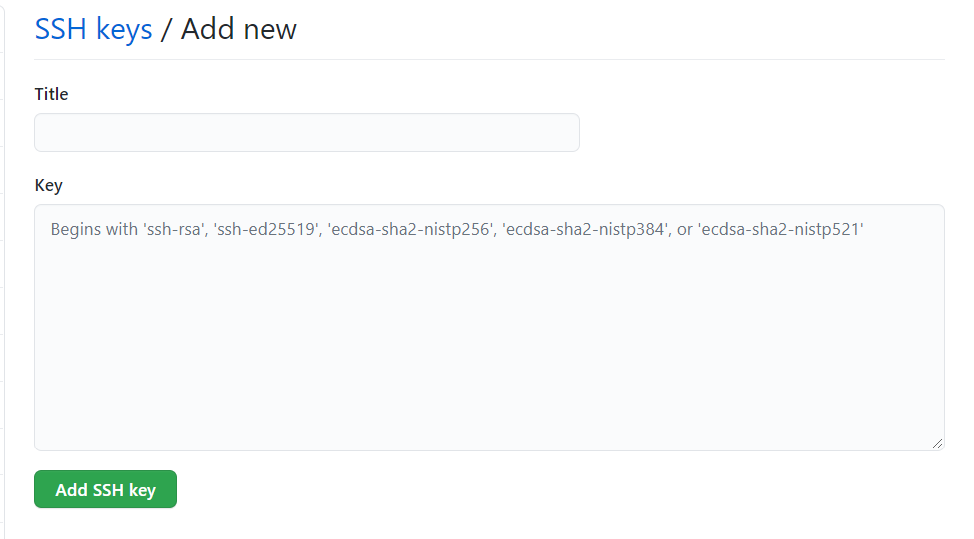 SSH keys / Add new
Title
Key
Begins with 'ssh-rsa', 'ssh-ed25519', 'ecdsa-sha2-nistp256', 'ecdsa-sha2-nistp384', or 'ecdsa-sha2-nistp521'
Add SSH key